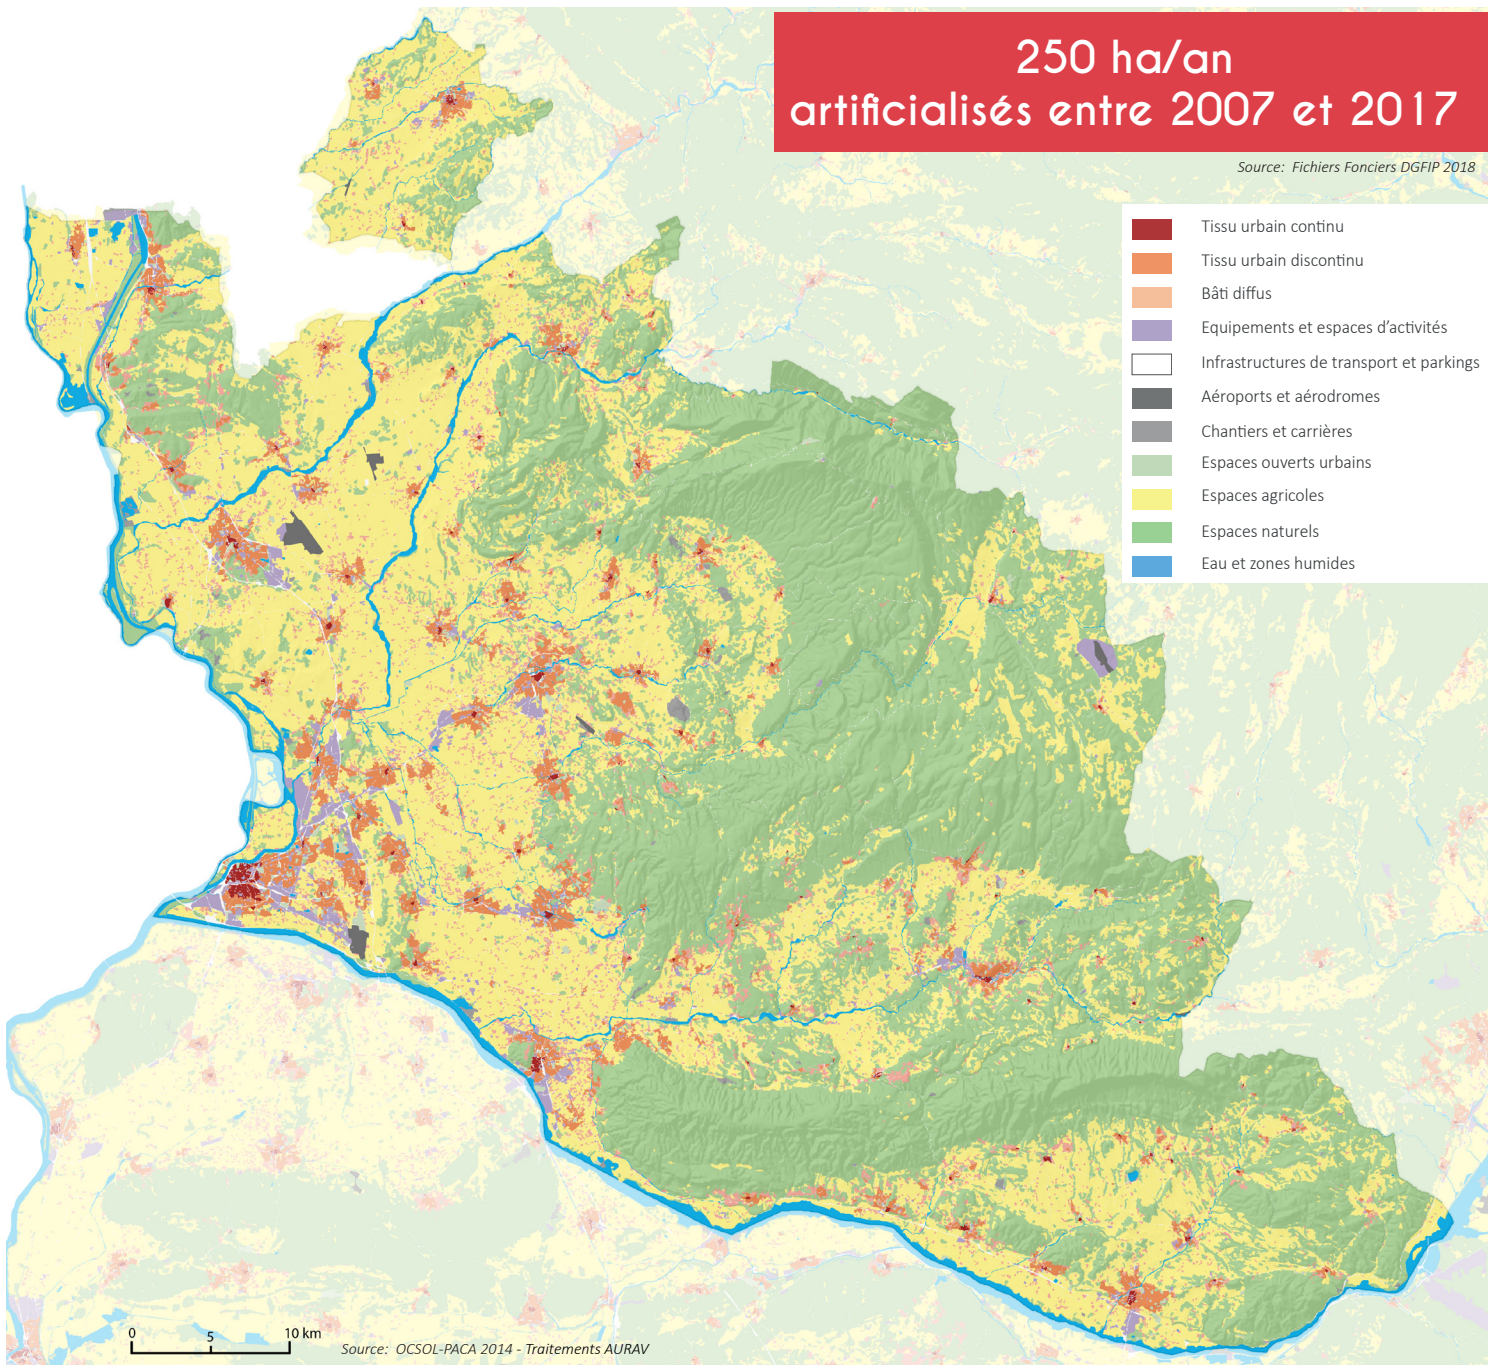 250 ha/an
artificialisés entre 2007 et 2017
Source: Fichiers Fonciers DGFIP 2018
Tissu urbain continu
Tissu urbain discontinu
Bâti diffus
Equipements et espaces d'activités
Infrastructures de transport et parkings
Aéroports et aérodromes
Chantiers et carrières
Espaces ouverts urbains
Espaces agricoles
Espaces naturels
Eau et zones humides
0 5 10 km
Source: OCSOL-PACA 2014 - Traitements AURAV